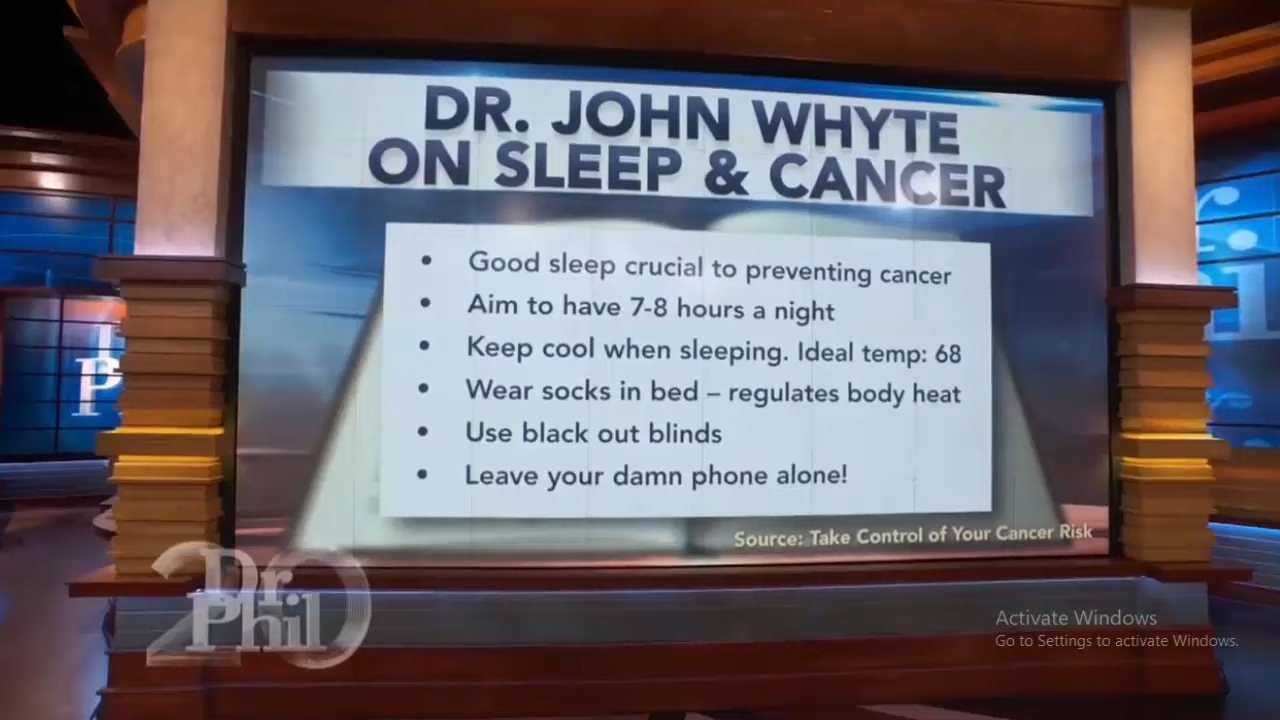 DR. JOHN WHYTE
ON SLEEP & CANCER
• Good sleep crucial to preventing cancer
• Aim to have 7-8 hours a night
• Keep cool when sleeping. Ideal temp: 68
• Wear socks in bed – regulates body heat
• Use black out blinds
• Leave your damn phone alone!
Source: Take Control of Your Cancer Risk
20
Dr
Phil
Activate Windows
Go to Settings to activate Windows.